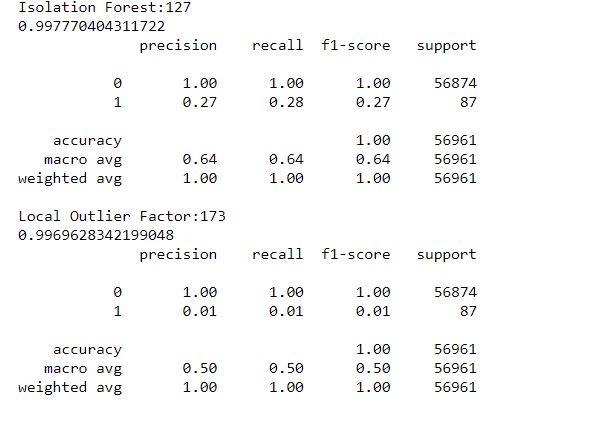 Isolation Forest:127
0.997770404311722
precision recall f1-score support
0 1.00 1.00 1.00 56874
1 0.27 0.28 0.27 87
accuracy 1.00 56961
macro avg 0.64 0.64 0.64 56961
weighted avg 1.00 1.00 1.00 56961
Local Outlier Factor:173
0.9969628342199048
precision recall f1-score support
0 1.00 1.00 1.00 56874
1 0.01 0.01 0.01 87
accuracy 1.00 56961
macro avg 0.50 0.50 0.50 56961
weighted avg 1.00 1.00 1.00 56961